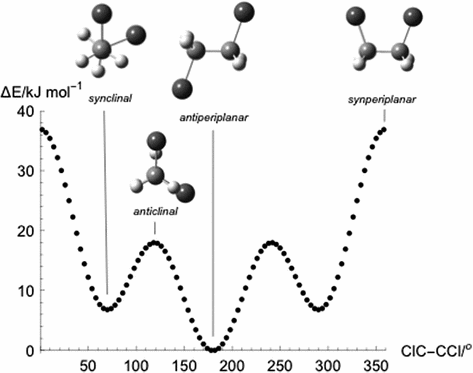 synclinal
antiperiplanar
synperiplanar
ΔE/kJ mol⁻¹
anticlinal
40
30
20
10
0
0 50 100 150 200 250 300 350
ClC–CCl/°